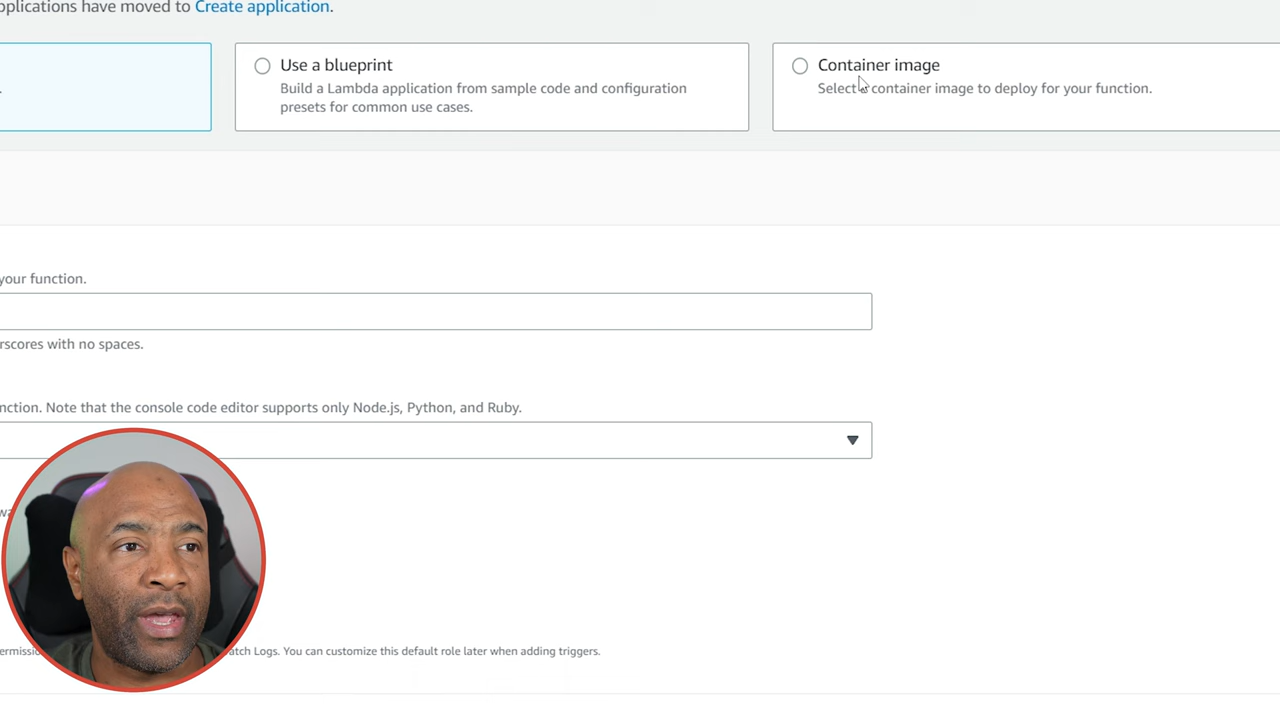 plications have moved to Create application.
Use a blueprint
Build a Lambda application from sample code and configuration
presets for common use cases.
Container image
Select container image to deploy for your function.
your function.
rscores with no spaces.
nction. Note that the console code editor supports only Node.js, Python, and Ruby.
atch Logs. You can customize this default role later when adding triggers.